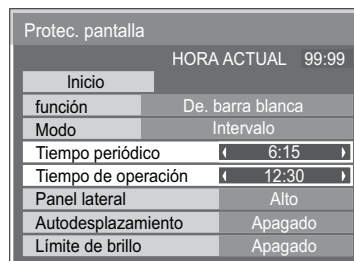 Protec. pantalla
HORA ACTUAL 99:99
Inicio
función De. barra blanca
Modo Intervalo
Tiempo periódico 6:15
Tiempo de operación 12:30
Panel lateral Alto
Autodesplazamiento Apagado
Límite de brillo Apagado